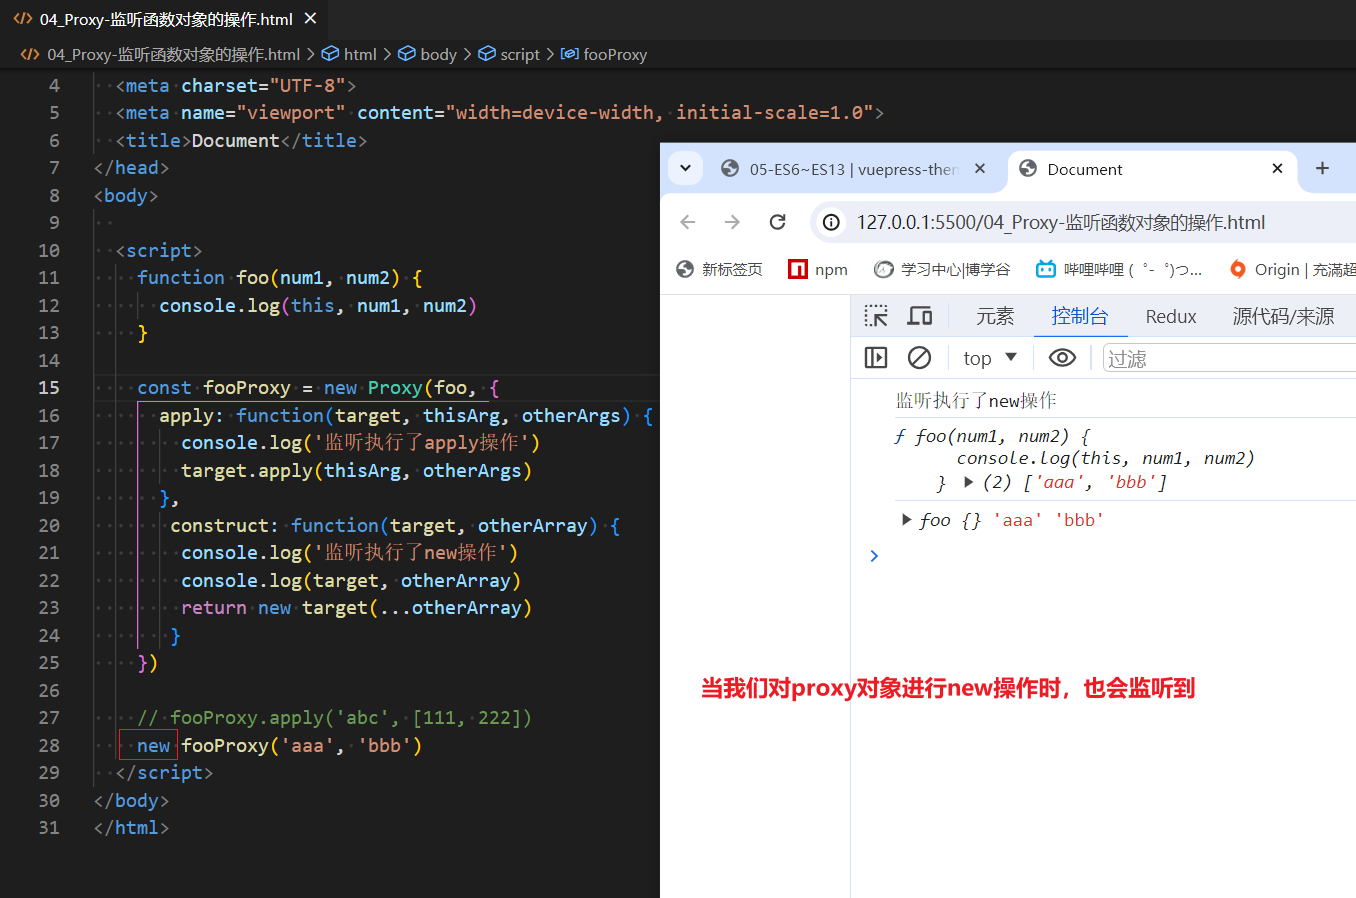 04_Proxy-监听函数对象的操作.html
04_Proxy-监听函数对象的操作.html > html > body > script > fooProxy
4 <meta charset="UTF-8">
5 <meta name="viewport" content="width=device-width, initial-scale=1.0">
6 <title>Document</title>
7 </head>
8 <body>
9
10 <script>
11 function foo(num1, num2) {
12 console.log(this, num1, num2)
13 }
14
15 const fooProxy = new Proxy(foo, {
16 apply: function(target, thisArg, otherArgs) {
17 console.log('监听执行了apply操作')
18 target.apply(thisArg, otherArgs)
19 },
20 construct: function(target, otherArray) {
21 console.log('监听执行了new操作')
22 console.log(target, otherArray)
23 return new target(...otherArray)
24 }
25 })
26
27 // fooProxy.apply('abc', [111, 222])
28 new fooProxy('aaa', 'bbb')
29 </script>
30 </body>
31 </html>
05-ES6~ES13 | vuepress-ther
Document
127.0.0.1:5500/04_Proxy-监听函数对象的操作.html
新标签页 npm 学习中心|博学谷 哔哩哔哩 ( ゜- ゜)つ... Origin | 充满超
元素 控制台 Redux 源代码/来源
top 过滤
监听执行了new操作
ƒ foo(num1, num2) {
console.log(this, num1, num2)
} (2) ['aaa', 'bbb']
foo {} 'aaa' 'bbb'
当我们对proxy对象进行new操作时，也会监听到